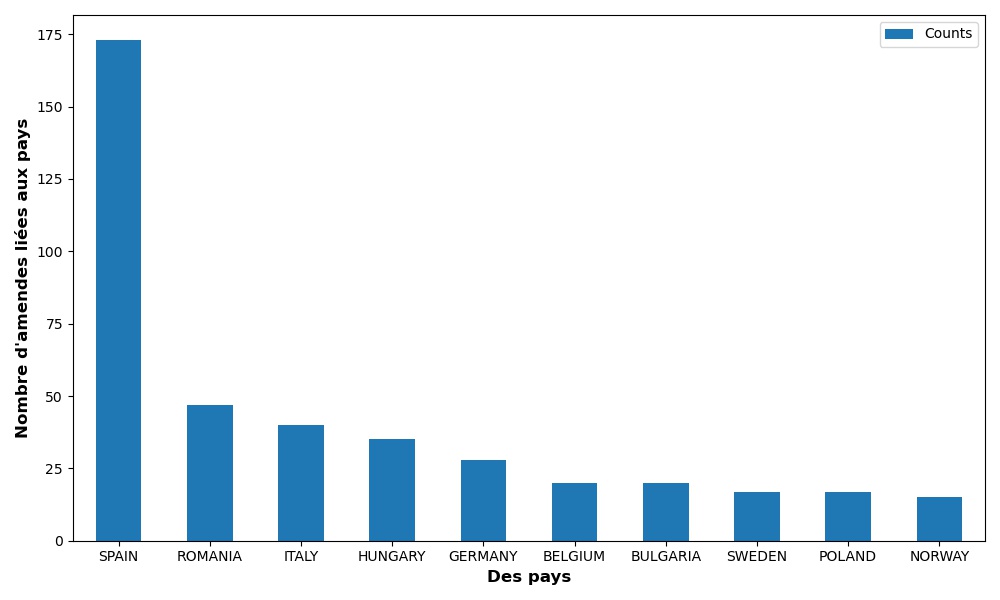 Counts
Nombre d'amendes liées aux pays
175
150
125
100
75
50
25
0
SPAIN ROMANIA ITALY HUNGARY GERMANY BELGIUM BULGARIA SWEDEN POLAND NORWAY
Des pays